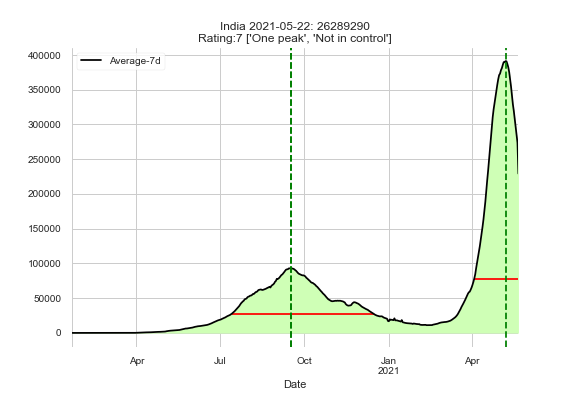 India 2021-05-22: 26289290
Rating:7 ['One peak', 'Not in control']
Average-7d
400000
350000
300000
250000
200000
150000
100000
50000
0
Apr
Jul
Oct
Jan
2021
Apr
Date